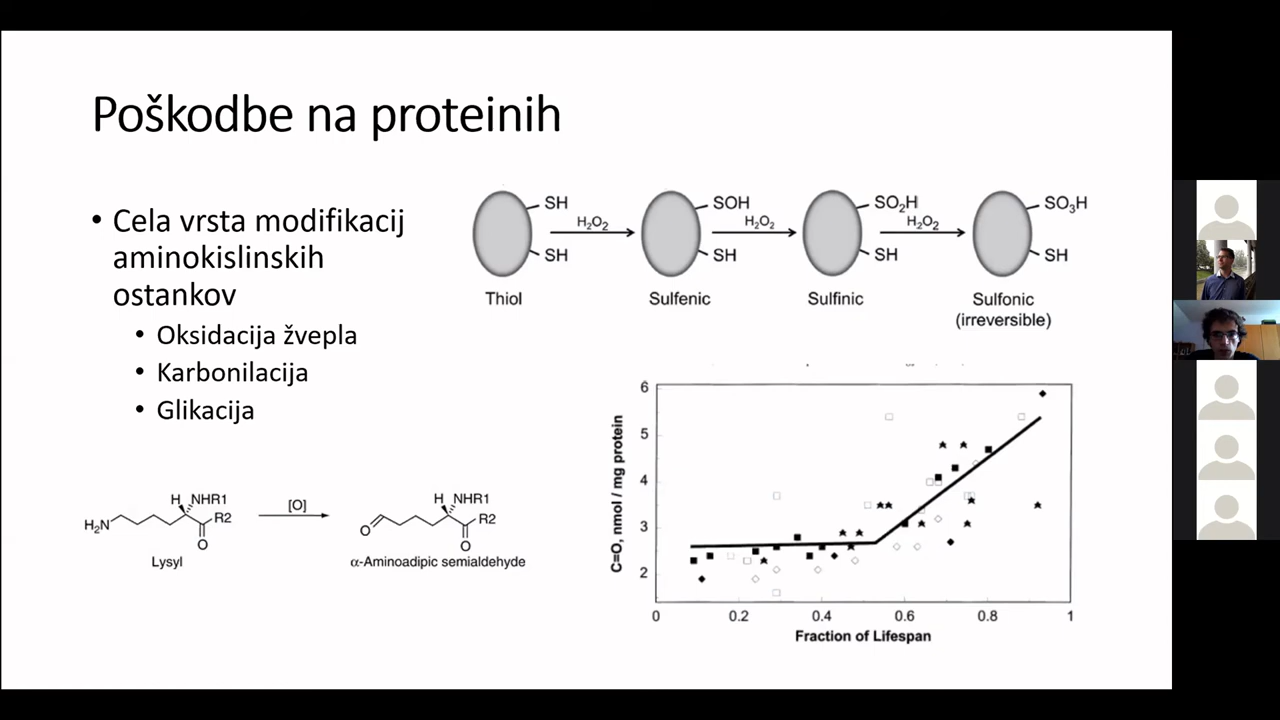 Poškodbe na proteinih
• Cela vrsta modifikacij
aminokislinskih
ostankov
• Oksidacija žvepla
• Karbonilacija
• Glikacija
SH
SH
Thiol
H₂O₂
SOH
SH
Sulfenic
H₂O₂
SO₂H
SH
Sulfinic
H₂O₂
SO₃H
SH
Sulfonic
(irreversible)
H₂N
H
NHR1
R2
O
Lysyl
[O]
O
H
NHR1
R2
O
α-Aminoadipic semialdehyde
C=O, nmol / mg protein
6
5
4
3
2
0
0.2
0.4
0.6
0.8
1
Fraction of Lifespan